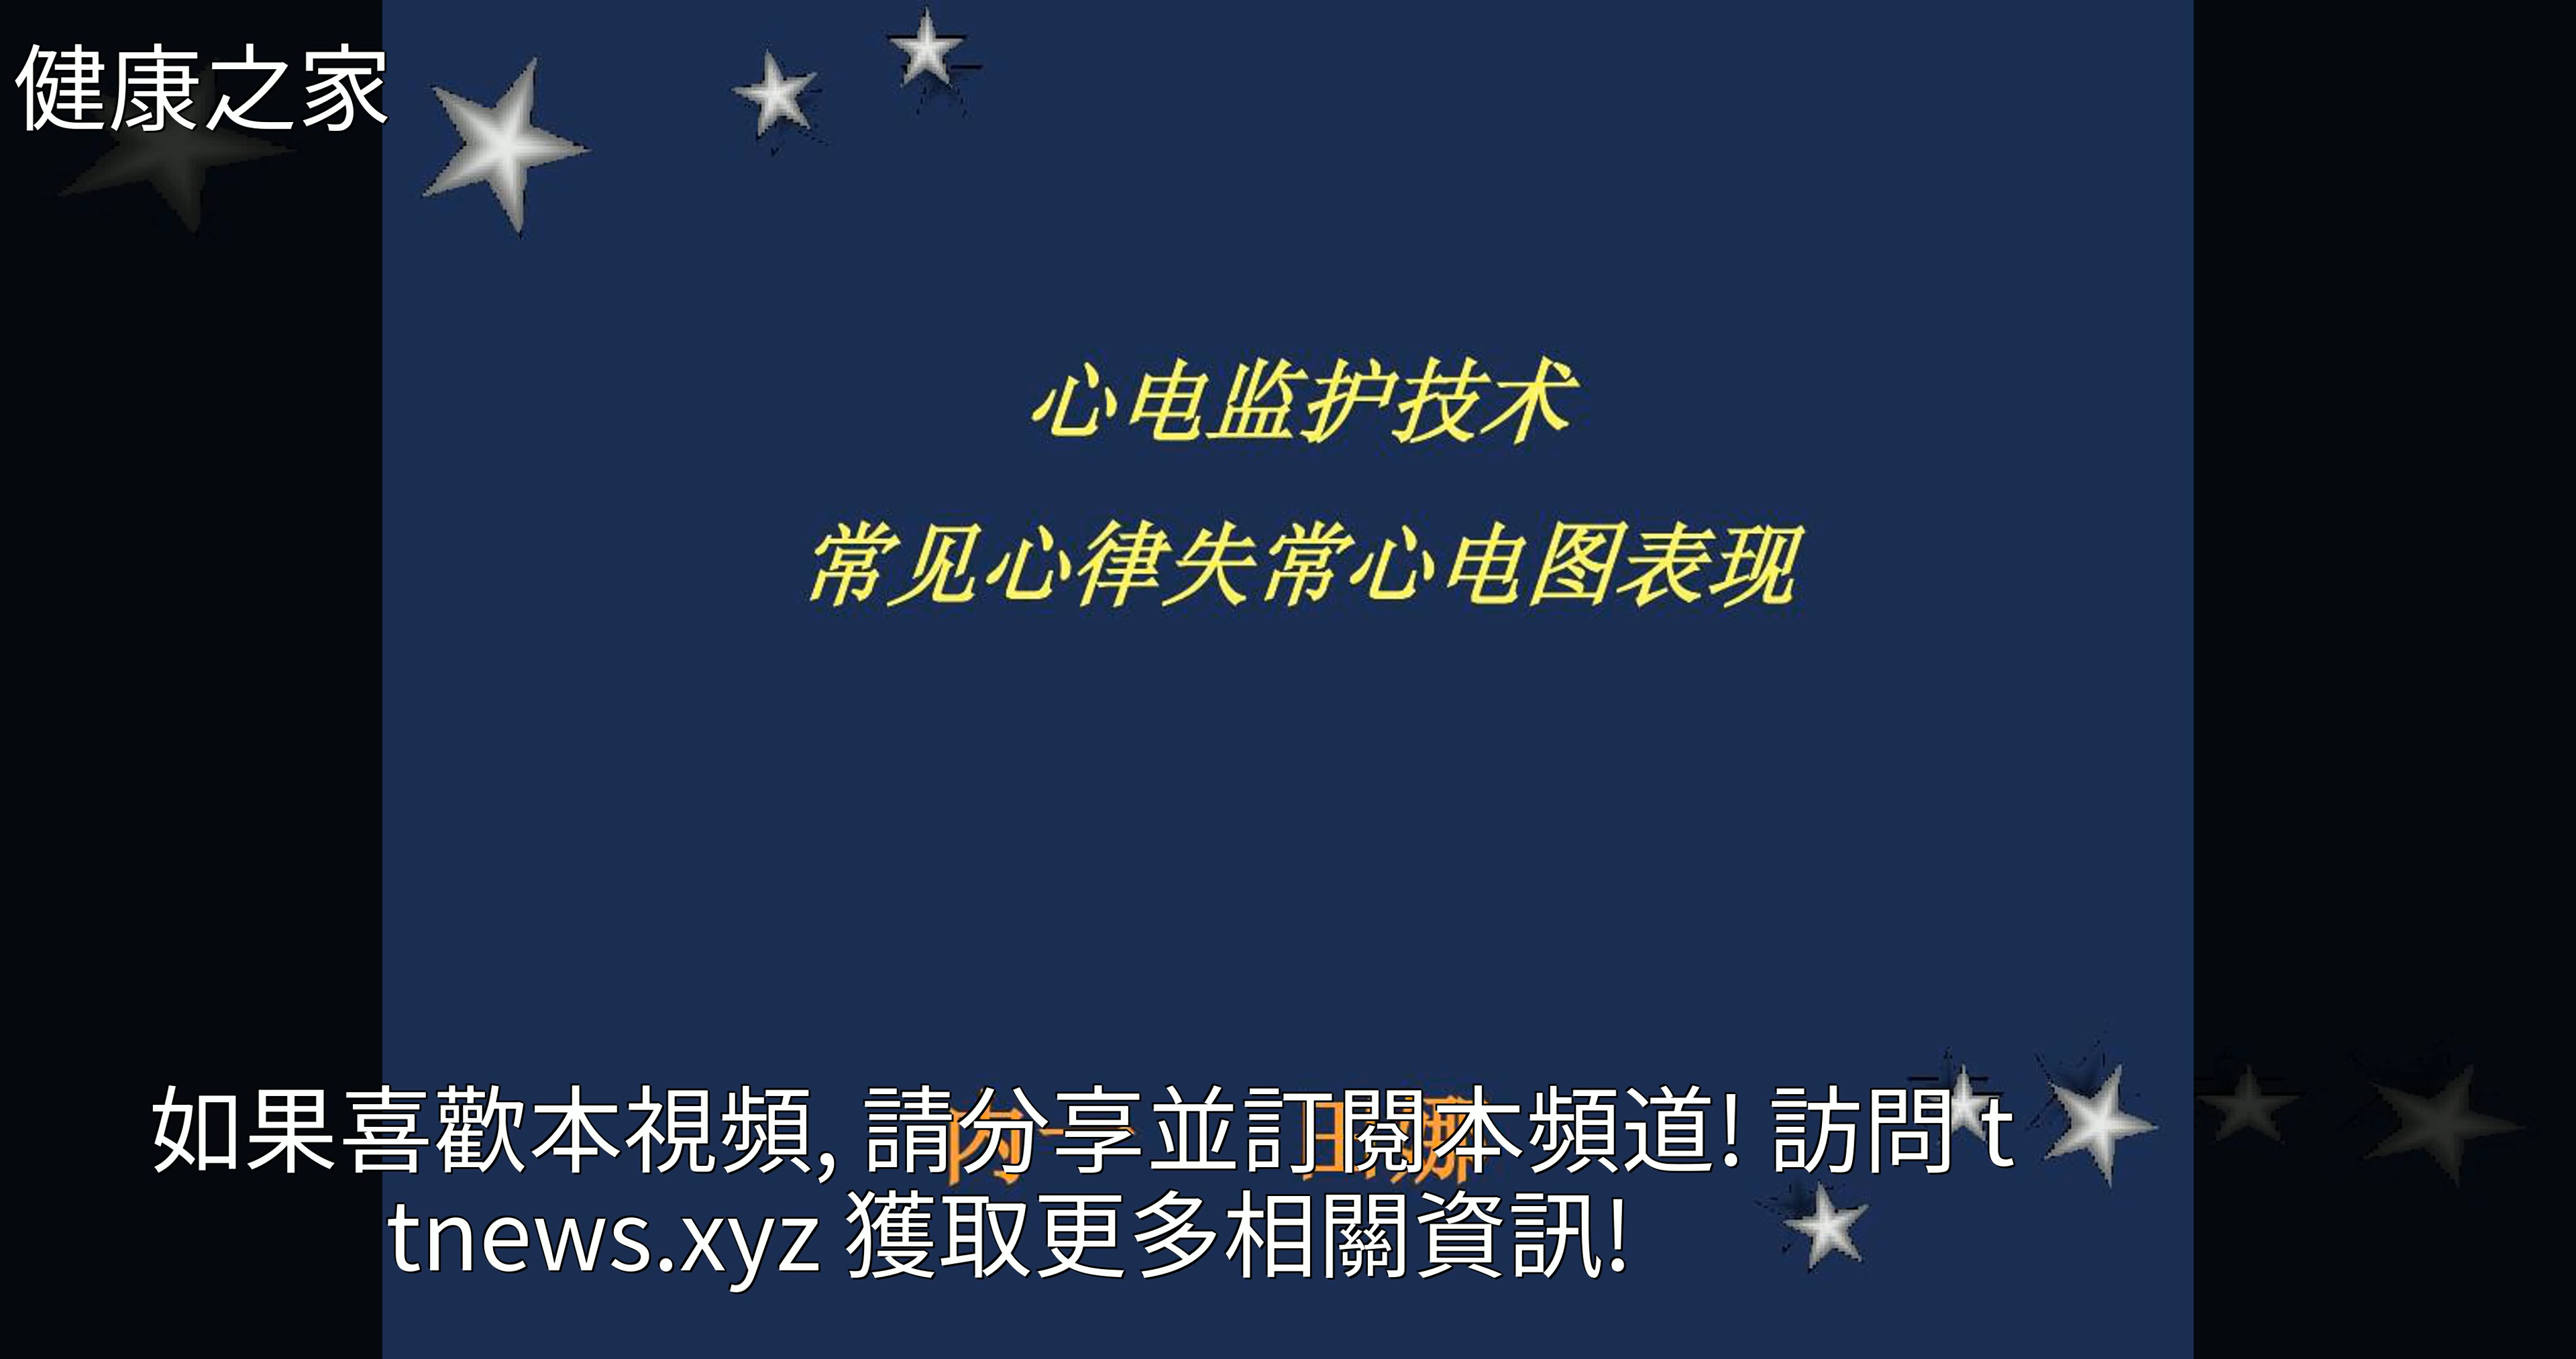 健康之家
心电监护技术
常见心律失常心电图表现
如果喜歡本視頻, 請分享並訂閱本頻道! 訪問 t
tnews.xyz 獲取更多相關資訊!